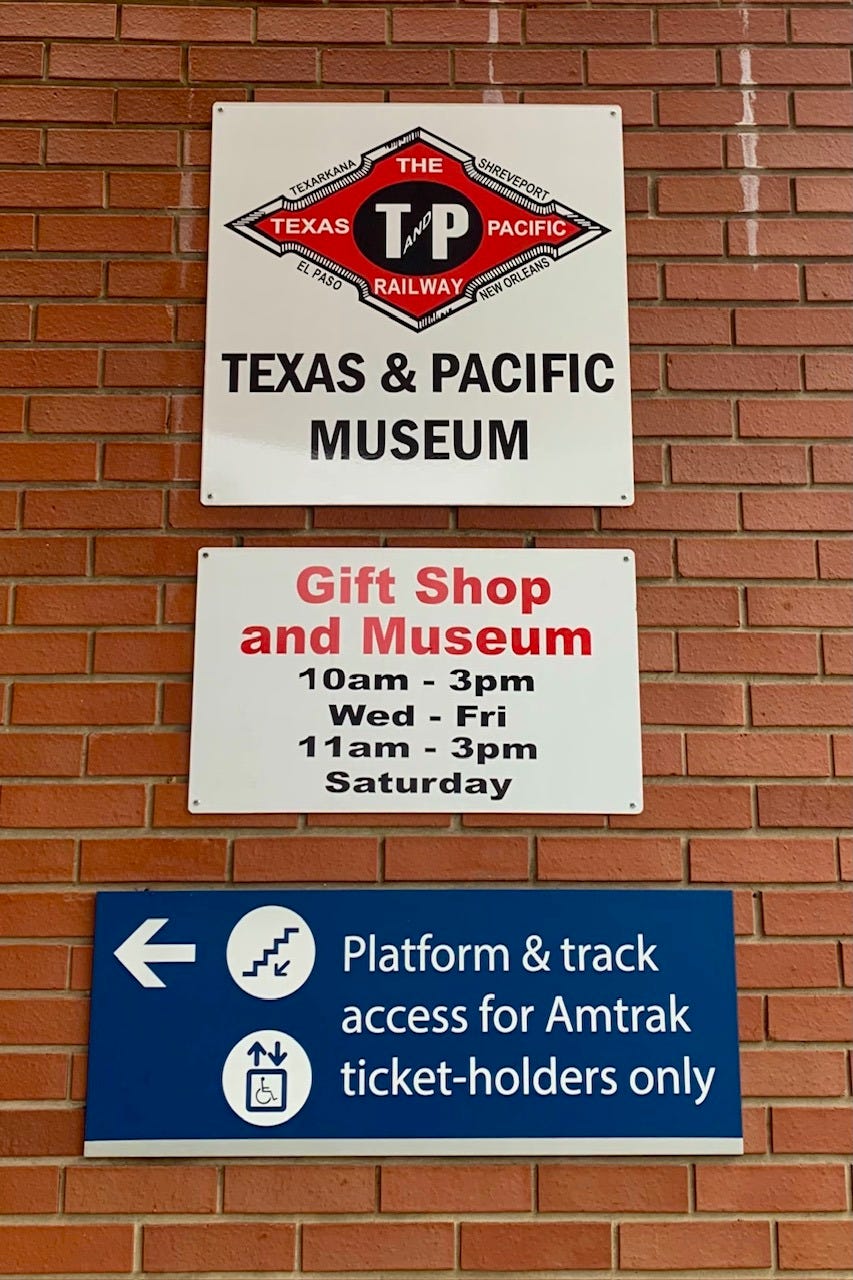 TEXARKANA
SHREVEPORT
THE
TEXAS
T AND P
PACIFIC
RAILWAY
EL PASO
NEW ORLEANS
TEXAS & PACIFIC
MUSEUM
Gift Shop
and Museum
10am - 3pm
Wed - Fri
11am - 3pm
Saturday
Platform & track
access for Amtrak
ticket-holders only